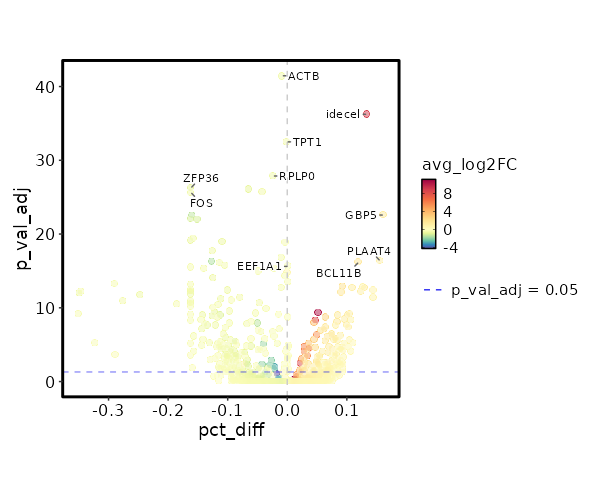 ACTB
idecel
TPT1
RPLP0
ZFP36
FOS
GBP5
PLAAT4
EEF1A1
BCL11B
p_val_adj
40
30
20
10
0
-0.3
-0.2
-0.1
0.0
0.1
pct_diff
avg_log2FC
8
4
0
-4
p_val_adj = 0.05